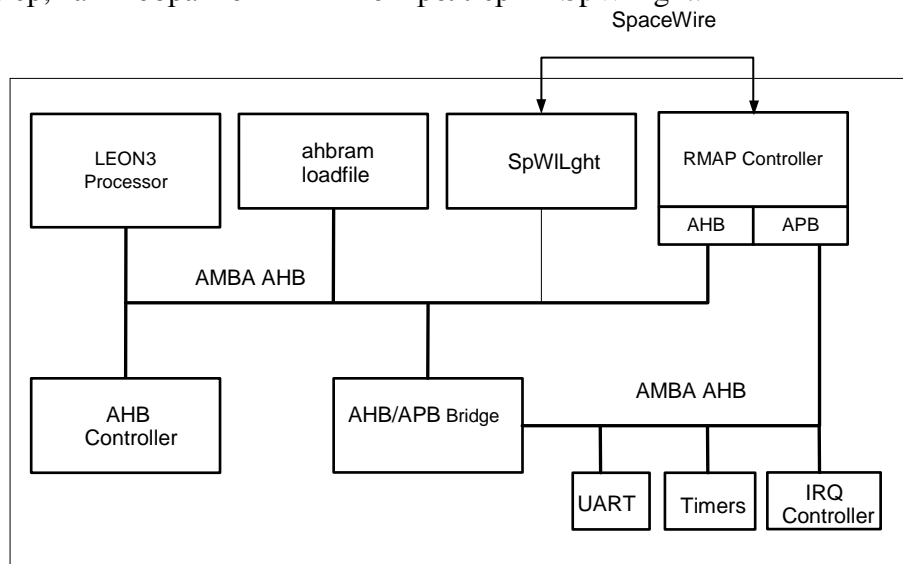 SpaceWire
LEON3
Processor
ahbram
loadfile
SpWILght
RMAP Controller
AHB
APB
AMBA AHB
AHB
Controller
AHB/APB Bridge
AMBA AHB
UART
Timers
IRQ
Controller